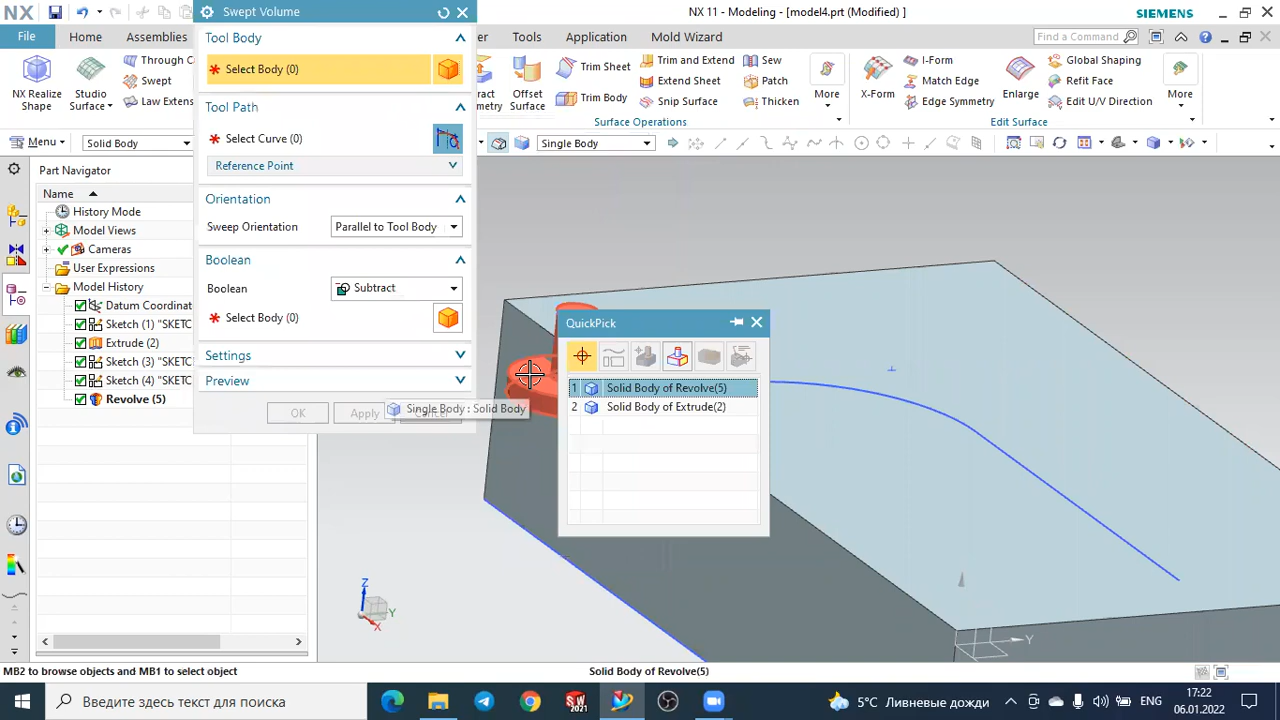 NX
Window
Swept Volume
NX 11 - Modeling - [model4.prt (Modified) ]
SIEMENS
File
Home
Assemblies
Tools
Application
Mold Wizard
Find a Command
NX Realize Shape
Studio Surface
Through C
Swept
Law Extens
Offset Surface
Trim Sheet
Trim Body
Trim and Extend
Extend Sheet
Snip Surface
Sew
Patch
Thicken
More
Surface Operations
X-Form
I-Form
Match Edge
Edge Symmetry
Enlarge
Global Shaping
Refit Face
Edit U/V Direction
More
Edit Surface
Menu
Solid Body
Single Body
Tool Body
* Select Body (0)
Tool Path
* Select Curve (0)
Reference Point
Orientation
Sweep Orientation
Parallel to Tool Body
Boolean
Boolean
Subtract
* Select Body (0)
Settings
Preview
OK
Apply
Cancel
Single Body : Solid Body
Part Navigator
Name
History Mode
Model Views
Cameras
User Expressions
Model History
Datum Coordina
Sketch (1) "SKETC
Extrude (2)
Sketch (3) "SKETC
Sketch (4) "SKETC
Revolve (5)
QuickPick
1 Solid Body of Revolve(5)
2 Solid Body of Extrude(2)
Z
Y
X
Y
MB2 to browse objects and MB1 to select object
Solid Body of Revolve(5)
Введите здесь текст для поиска
SW
2021
5°C Ливневые дожди
ENG
17:22
06.01.2022